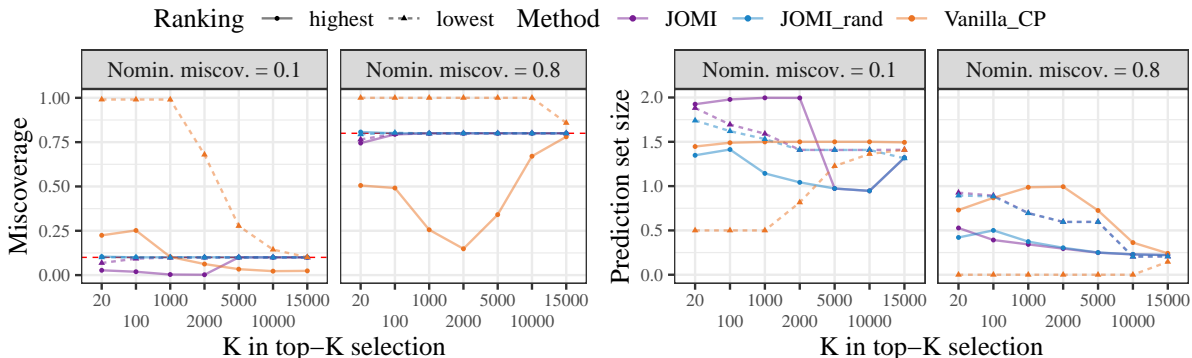 Ranking highest lowest Method JOMI JOMI_rand Vanilla_CP
Nomin. miscov. = 0.1 Nomin. miscov. = 0.8
Miscoverage
1.00
0.75
0.50
0.25
0.00
20 1000 5000 15000 20 1000 5000 15000
100 2000 10000 100 2000 10000
K in top−K selection
Nomin. miscov. = 0.1 Nomin. miscov. = 0.8
Prediction set size
2.0
1.5
1.0
0.5
0.0
20 1000 5000 15000 20 1000 5000 15000
100 2000 10000 100 2000 10000
K in top−K selection